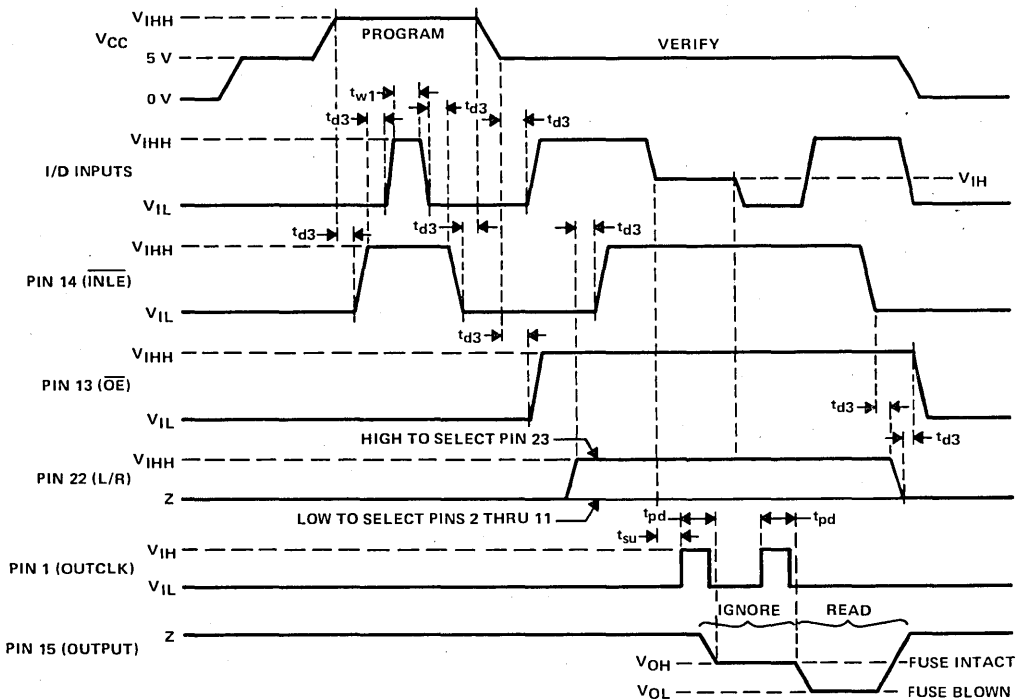 VIHH
VCC
PROGRAM
VERIFY
5 V
0 V
tw1
td3
td3
td3
VIHH
I/D INPUTS
VIH
VIL
td3
td3
td3
VIHH
PIN 14 (INLE)
VIL
td3
VIHH
PIN 13 (OE)
td3
VIL
td3
HIGH TO SELECT PIN 23
VIHH
PIN 22 (L/R)
Z
LOW TO SELECT PINS 2 THRU 11
tpd
tpd
tsu
VIH
PIN 1 (OUTCLK)
VIL
IGNORE
READ
Z
PIN 15 (OUTPUT)
VOH
FUSE INTACT
VOL
FUSE BLOWN